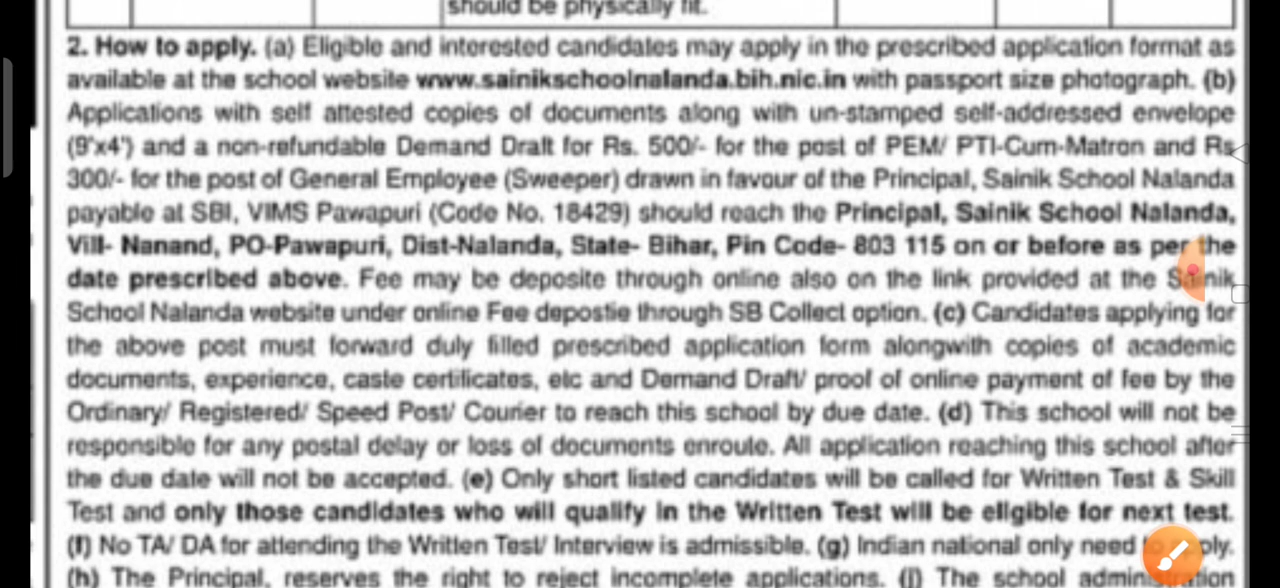 should be physically fit.
2. How to apply. (a) Eligible and interested candidates may apply in the prescribed application format as
available at the school website www.sainikschoolnalanda.bih.nic.in with passport size photograph. (b)
Applications with self attested copies of documents along with un-stamped self-addressed envelope
(9"x4") and a non-refundable Demand Draft for Rs. 500/- for the post of PEM/ PTI-Cum-Matron and Rs
300/- for the post of General Employee (Sweeper) drawn in favour of the Principal, Sainik School Nalanda
payable at SBI, VIMS Pawapuri (Code No. 18429) should reach the Principal, Sainik School Nalanda,
Vill- Nanand, PO-Pawapuri, Dist-Nalanda, State- Bihar, Pin Code- 803 115 on or before as per the
date prescribed above. Fee may be deposite through online also on the link provided at the Sainik
School Nalanda website under online Fee depostie through SB Collect option. (c) Candidates applying for
the above post must forward duly filled prescribed application form alongwith copies of academic
documents, experience, caste certificates, etc and Demand Draft/ proof of online payment of fee by the
Ordinary/ Registered/ Speed Post/ Courier to reach this school by due date. (d) This school will not be
responsible for any postal delay or loss of documents enroute. All application reaching this school after
the due date will not be accepted. (e) Only short listed candidates will be called for Written Test & Skill
Test and only those candidates who will qualify in the Written Test will be eligible for next test.
(f) No TA/ DA for attending the Written Test/ Interview is admissible. (g) Indian national only need
(h) The Principal, reserves the right to reject incomplete applications. (i) The school administration